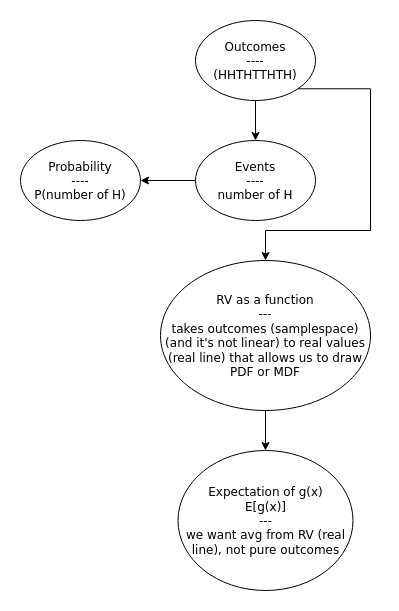 Outcomes
----
(HHTHTTHTH)
Probability
----
P(number of H)
Events
----
number of H
RV as a function
---
takes outcomes (samplespace)
(and it's not linear) to real values
(real line) that allows us to draw
PDF or MDF
Expectation of g(x)
E[g(x)]
---
we want avg from RV (real
line), not pure outcomes